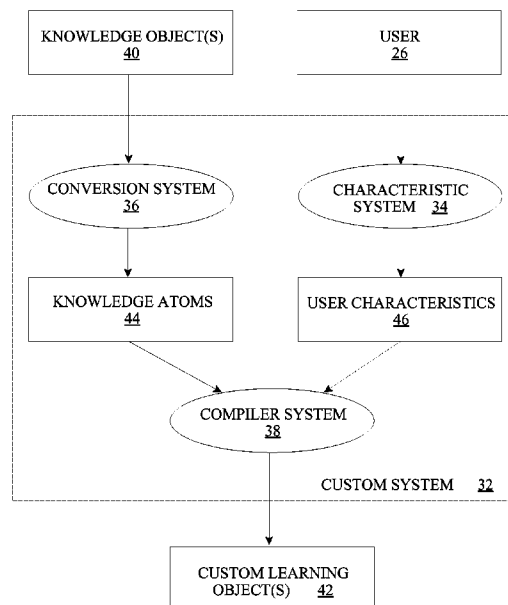 KNOWLEDGE OBJECT(S)
40
USER
26
CONVERSION SYSTEM
36
CHARACTERISTIC
SYSTEM 34
KNOWLEDGE ATOMS
44
USER CHARACTERISTICS
46
COMPILER SYSTEM
38
CUSTOM SYSTEM 32
CUSTOM LEARNING
OBJECT(S) 42